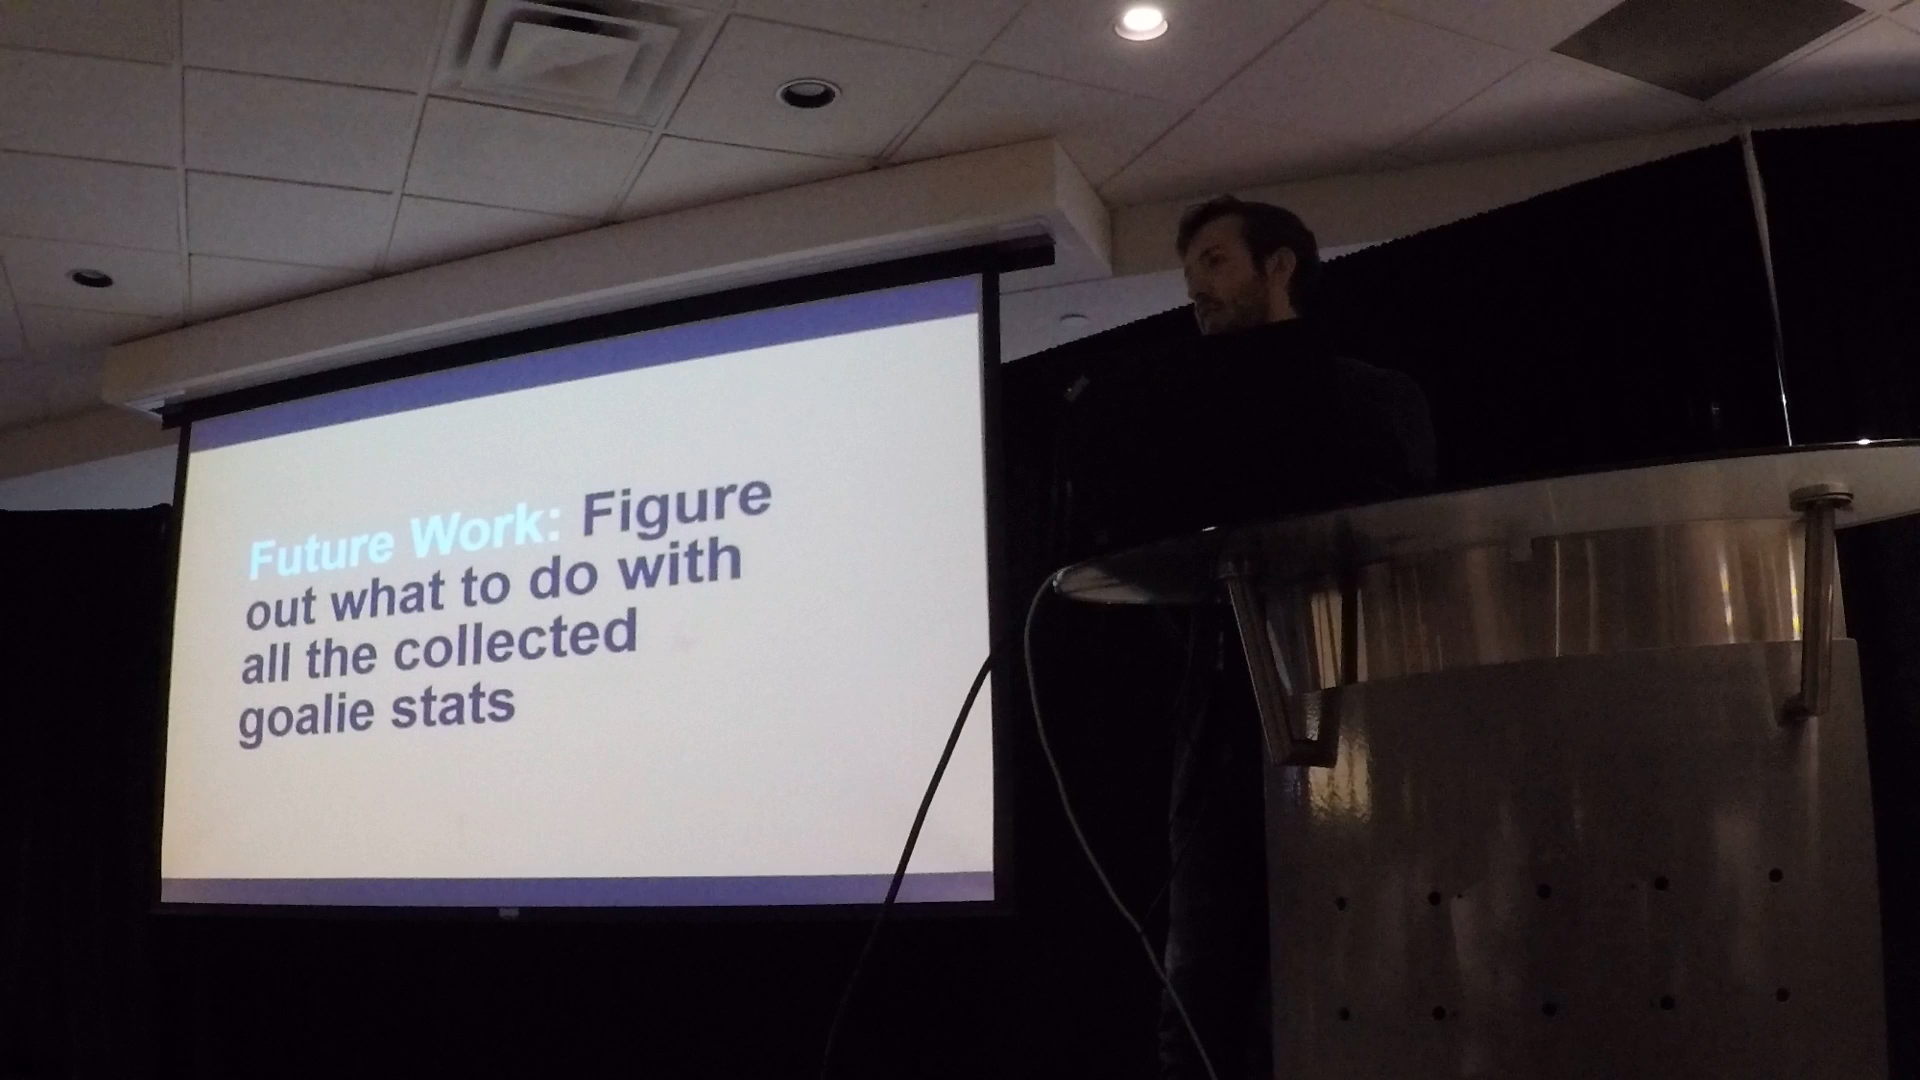 Future Work: Figure
out what to do with
all the collected
goalie stats